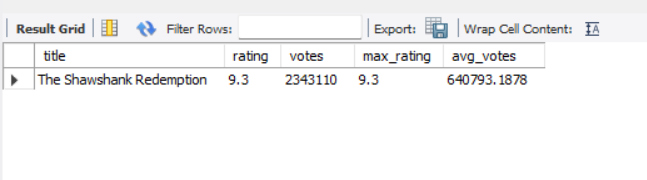 Result Grid Filter Rows: Export: Wrap Cell Content: IA
title rating votes max_rating avg_votes
The Shawshank Redemption 9.3 2343110 9.3 640793.1878